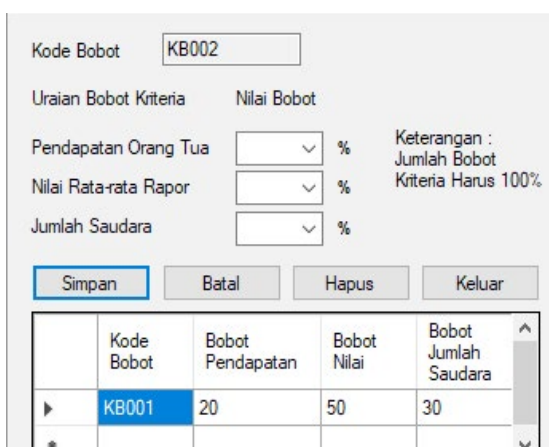 Kode Bobot KB002
Uraian Bobot Kriteria Nilai Bobot
Pendapatan Orang Tua %
Nilai Rata-rata Rapor %
Jumlah Saudara %
Keterangan :
Jumlah Bobot
Kriteria Harus 100%
Simpan Batal Hapus Keluar
Kode Bobot Bobot Pendapatan Bobot Nilai Bobot Jumlah Saudara
KB001 20 50 30